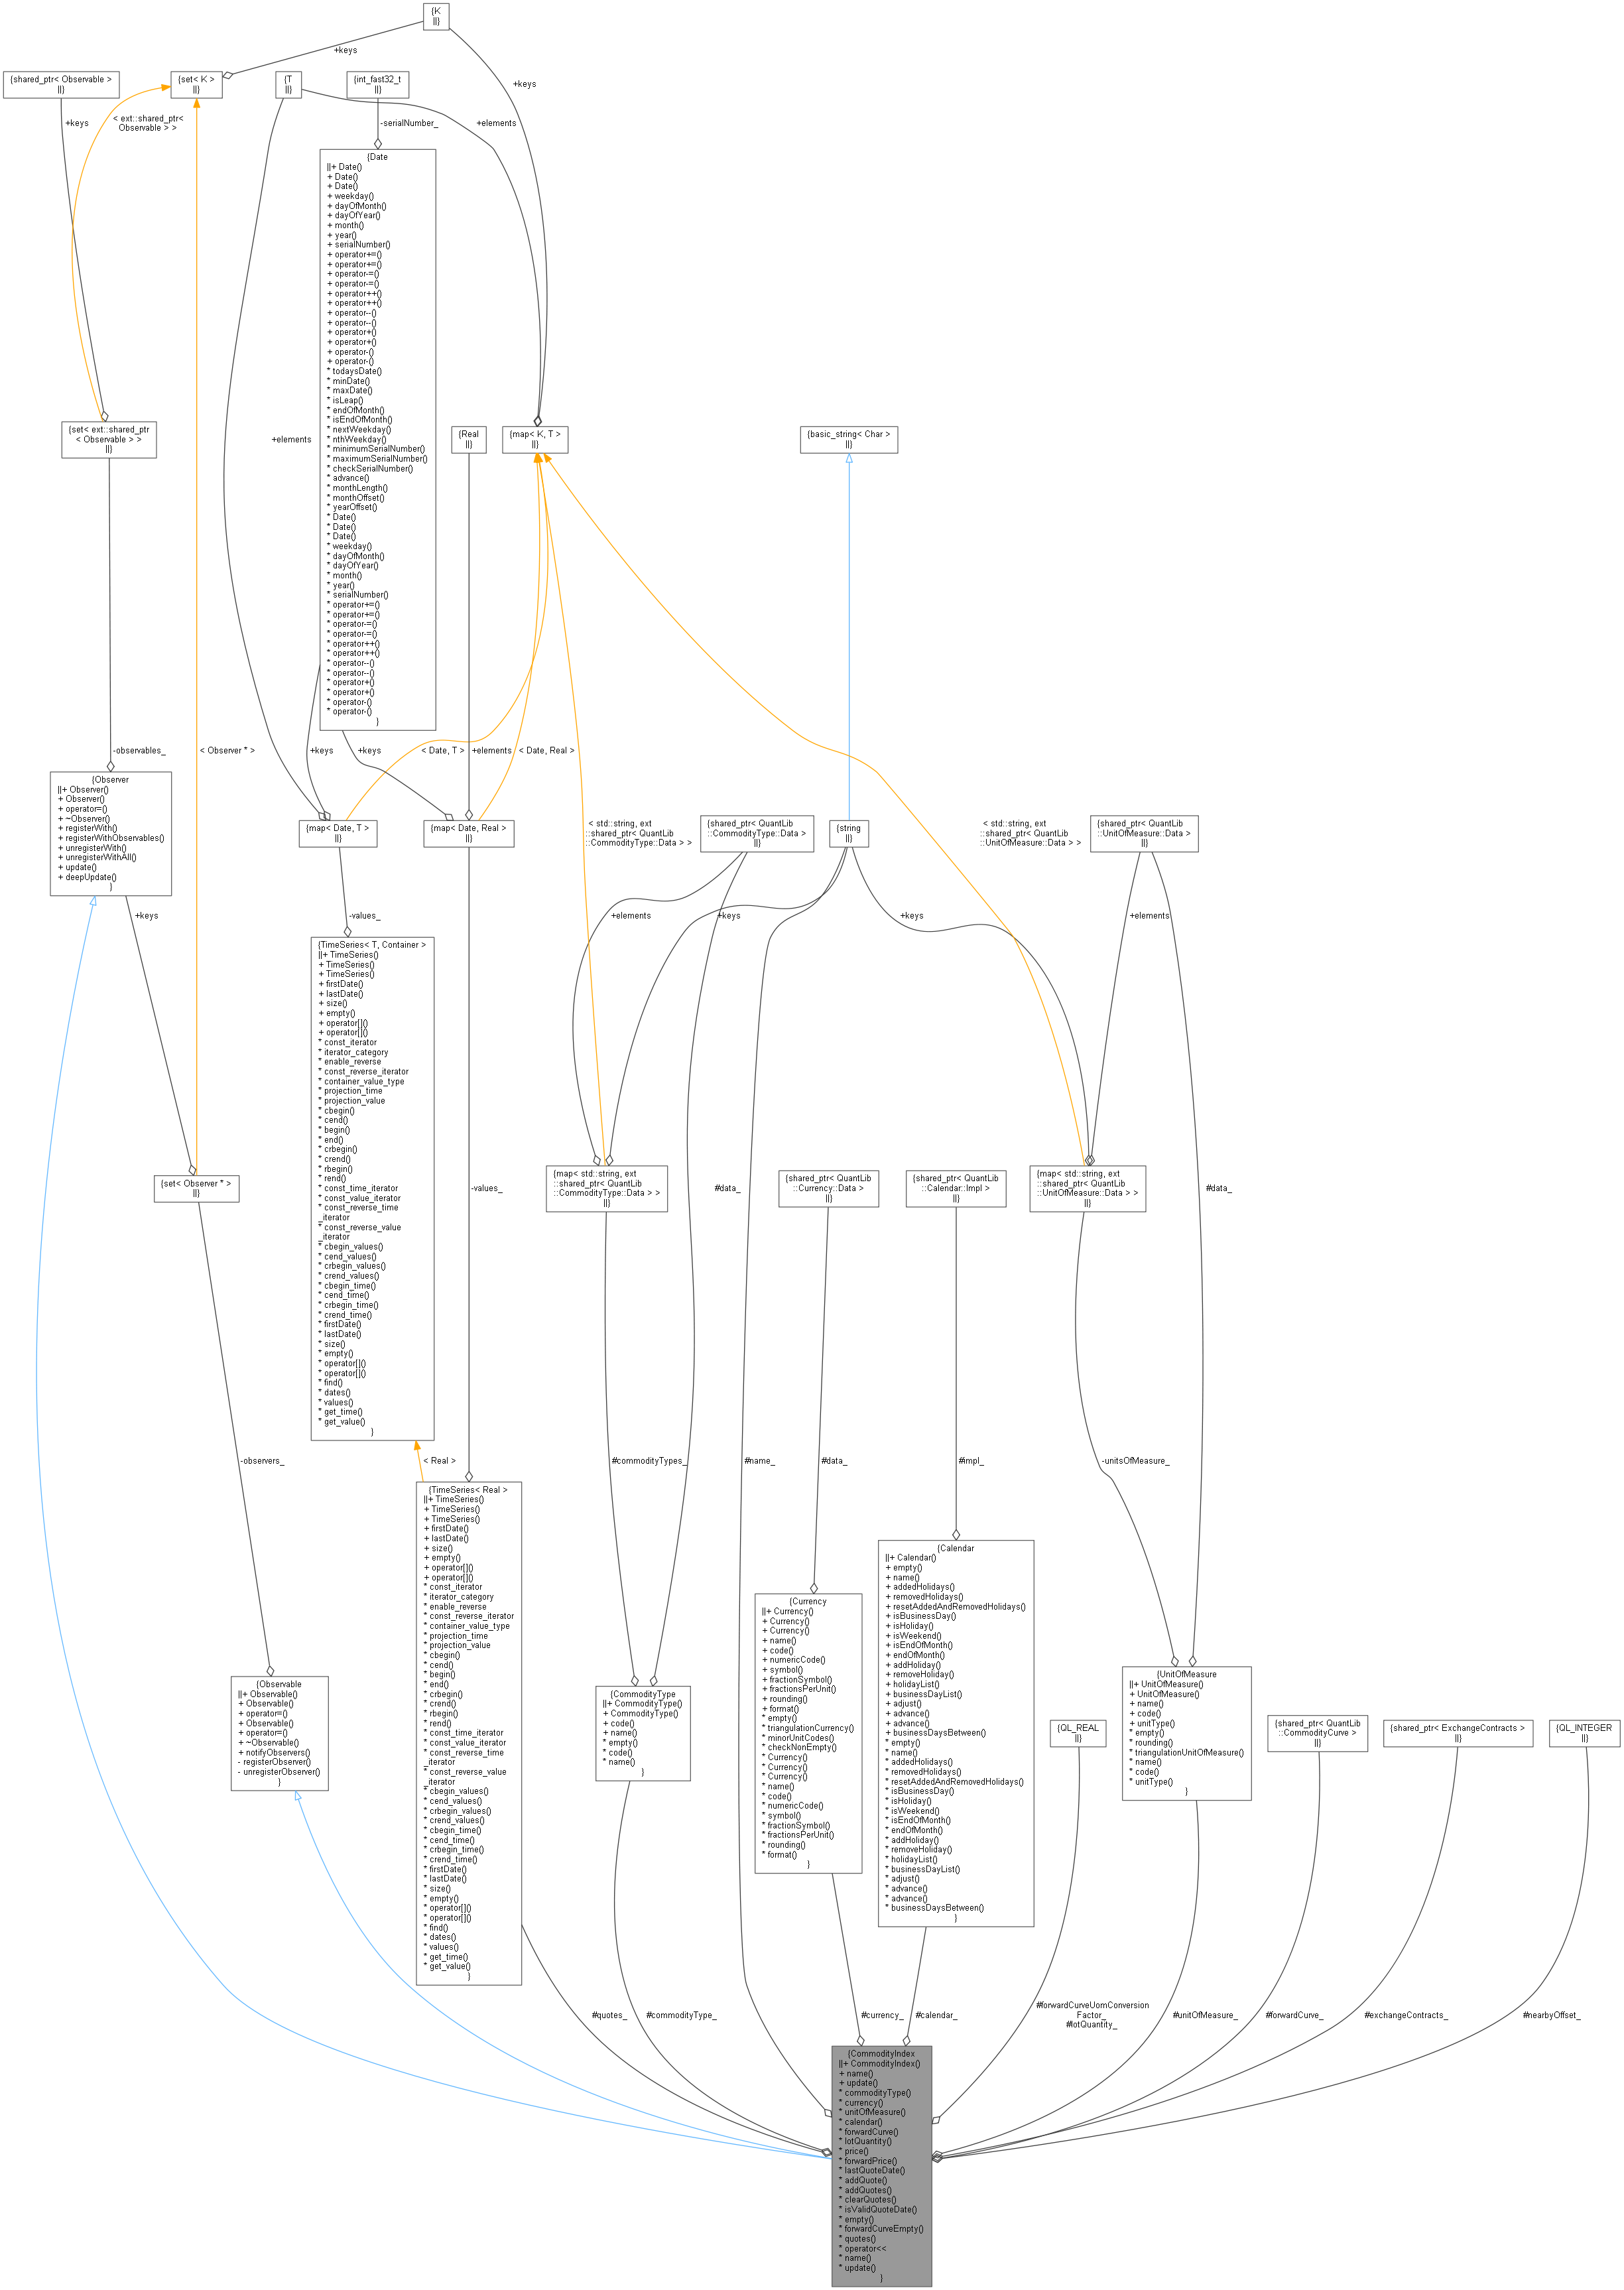 {K
||}
+keys
{shared_ptr< Observable >
||}
{set< K >
||}
{T
||}
{int_fast32_t
||}
+keys
+keys
< ext::shared_ptr<
Observable > >
-serialNumber_
+elements
{Date
||+ Date()
+ Date()
+ Date()
+ weekday()
+ dayOfMonth()
+ dayOfYear()
+ month()
+ year()
+ serialNumber()
+ operator+=()
+ operator+=()
+ operator-=()
+ operator-=()
+ operator++()
+ operator++()
+ operator--()
+ operator--()
+ operator+()
+ operator+()
+ operator-()
+ operator-()
* todaysDate()
* minDate()
* maxDate()
* isLeap()
* endOfMonth()
* isEndOfMonth()
* nextWeekday()
* nthWeekday()
* minimumSerialNumber()
* maximumSerialNumber()
* checkSerialNumber()
* advance()
* monthLength()
* monthOffset()
* yearOffset()
* Date()
* Date()
* Date()
* weekday()
* dayOfMonth()
* dayOfYear()
* month()
* year()
* serialNumber()
* operator+=()
* operator+=()
* operator-=()
* operator-=()
* operator++()
* operator++()
* operator--()
* operator--()
* operator+()
* operator+()
* operator-()
* operator-()
}
+elements
{set< ext::shared_ptr
< Observable > >
||}
{Real
||}
{map< K, T >
||}
{basic_string< Char >
||}
-observables_
< Observer * >
+keys
+keys
< Date, T >
+elements
< Date, Real >
{Observer
||+ Observer()
+ Observer()
+ operator=()
+ ~Observer()
+ registerWith()
+ registerWithObservables()
+ unregisterWith()
+ unregisterWithAll()
+ update()
+ deepUpdate()
}
{map< Date, T >
||}
{map< Date, Real >
||}
< std::string, ext
::shared_ptr< QuantLib
::CommodityType::Data > >
{shared_ptr< QuantLib
::CommodityType::Data >
||}
{string
||}
< std::string, ext
::shared_ptr< QuantLib
::UnitOfMeasure::Data > >
{shared_ptr< QuantLib
::UnitOfMeasure::Data >
||}
+keys
-values_
+elements
+keys
+keys
+elements
{TimeSeries< T, Container >
||+ TimeSeries()
+ TimeSeries()
+ TimeSeries()
+ firstDate()
+ lastDate()
+ size()
+ empty()
+ operator[]()
+ operator[]()
* const_iterator
* iterator_category
* enable_reverse
* const_reverse_iterator
* container_value_type
* projection_time
* projection_value
* cbegin()
* cend()
* begin()
* end()
* crbegin()
* crend()
* rbegin()
* rend()
* const_time_iterator
* const_value_iterator
* const_reverse_time
_iterator
* const_reverse_value
_iterator
* cbegin_values()
* cend_values()
* crbegin_values()
* crend_values()
* cbegin_time()
* cend_time()
* crbegin_time()
* crend_time()
* firstDate()
* lastDate()
* size()
* empty()
* operator[]()
* operator[]()
* find()
* dates()
* values()
* get_time()
* get_value()
}
{set< Observer * >
||}
-values_
{map< std::string, ext
::shared_ptr< QuantLib
::CommodityType::Data > >
||}
#data_
{shared_ptr< QuantLib
::Currency::Data >
||}
{shared_ptr< QuantLib
::Calendar::Impl >
||}
{map< std::string, ext
::shared_ptr< QuantLib
::UnitOfMeasure::Data > >
||}
#data_
-observers_
< Real >
#commodityTypes_
#name_
#data_
#impl_
-unitsOfMeasure_
{TimeSeries< Real >
||+ TimeSeries()
+ TimeSeries()
+ TimeSeries()
+ firstDate()
+ lastDate()
+ size()
+ empty()
+ operator[]()
+ operator[]()
* const_iterator
* iterator_category
* enable_reverse
* const_reverse_iterator
* container_value_type
* projection_time
* projection_value
* cbegin()
* cend()
* begin()
* end()
* crbegin()
* crend()
* rbegin()
* rend()
* const_time_iterator
* const_value_iterator
* const_reverse_time
_iterator
* const_reverse_value
_iterator
* cbegin_values()
* cend_values()
* crbegin_values()
* crend_values()
* cbegin_time()
* cend_time()
* crbegin_time()
* crend_time()
* firstDate()
* lastDate()
* size()
* empty()
* operator[]()
* operator[]()
* find()
* dates()
* values()
* get_time()
* get_value()
}
{Observable
||+ Observable()
+ Observable()
+ operator=()
+ Observable()
+ operator=()
+ ~Observable()
+ notifyObservers()
- registerObserver()
- unregisterObserver()
}
{CommodityType
||+ CommodityType()
+ CommodityType()
+ code()
+ name()
* empty()
* code()
* name()
}
{Currency
||+ Currency()
+ Currency()
+ Currency()
+ name()
+ code()
+ numericCode()
+ symbol()
+ fractionSymbol()
+ fractionsPerUnit()
+ rounding()
+ format()
* empty()
* triangulationCurrency()
* minorUnitCodes()
* checkNonEmpty()
* Currency()
* Currency()
* Currency()
* name()
* code()
* numericCode()
* symbol()
* fractionSymbol()
* fractionsPerUnit()
* rounding()
* format()
}
{Calendar
||+ Calendar()
+ empty()
+ name()
+ addedHolidays()
+ removedHolidays()
+ resetAddedAndRemovedHolidays()
+ isBusinessDay()
+ isHoliday()
+ isWeekend()
+ isEndOfMonth()
+ endOfMonth()
+ addHoliday()
+ removeHoliday()
+ holidayList()
+ businessDayList()
+ adjust()
+ advance()
+ advance()
+ businessDaysBetween()
* empty()
* name()
* addedHolidays()
* removedHolidays()
* resetAddedAndRemovedHolidays()
* isBusinessDay()
* isHoliday()
* isWeekend()
* isEndOfMonth()
* endOfMonth()
* addHoliday()
* removeHoliday()
* holidayList()
* businessDayList()
* adjust()
* advance()
* advance()
* businessDaysBetween()
}
{QL_REAL
||}
{UnitOfMeasure
||+ UnitOfMeasure()
+ UnitOfMeasure()
+ name()
+ code()
+ unitType()
* empty()
* rounding()
* triangulationUnitOfMeasure()
* name()
* code()
* unitType()
}
{shared_ptr< QuantLib
::CommodityCurve >
||}
{shared_ptr< ExchangeContracts >
||}
{QL_INTEGER
||}
#quotes_
#commodityType_
#currency_
#calendar_
#forwardCurveUomConversion
Factor_
#lotQuantity_
#unitOfMeasure_
#forwardCurve_
#exchangeContracts_
#nearbyOffset_
{CommodityIndex
||+ CommodityIndex()
+ name()
+ update()
* commodityType()
* currency()
* unitOfMeasure()
* calendar()
* forwardCurve()
* lotQuantity()
* price()
* forwardPrice()
* lastQuoteDate()
* addQuote()
* addQuotes()
* clearQuotes()
* isValidQuoteDate()
* empty()
* forwardCurveEmpty()
* quotes()
* operator<<
* name()
* update()
}